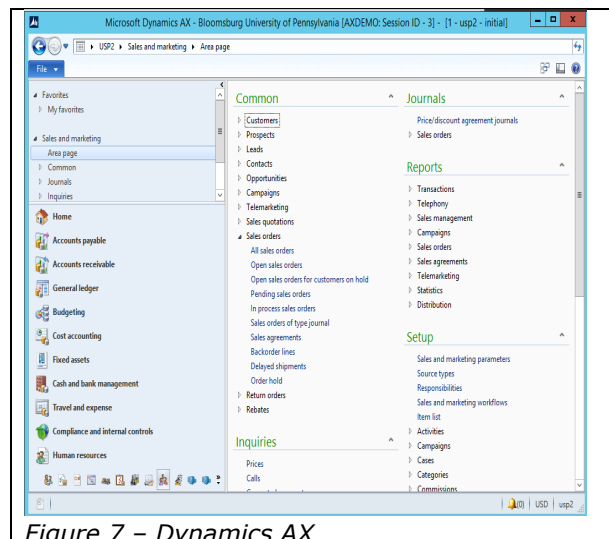 Microsoft Dynamics AX - Bloomsburg University of Pennsylvania [AXDEMO: Session ID - 3] - [1 - usp2 - initial]
USP2 Sales and marketing Area page
File
Favorites
My favorites
Sales and marketing
Area page
Common
Journals
Inquiries
Home
Accounts payable
Accounts receivable
General ledger
Budgeting
Cost accounting
Fixed assets
Cash and bank management
Travel and expense
Compliance and internal controls
Human resources
Common
Customers
Prospects
Leads
Contacts
Opportunities
Campaigns
Telemarketing
Sales quotations
Sales orders
All sales orders
Open sales orders
Open sales orders for customers on hold
Pending sales orders
In process sales orders
Sales orders of type journal
Sales agreements
Backorder lines
Delayed shipments
Order hold
Return orders
Rebates
Inquiries
Prices
Calls
Journals
Price/discount agreement journals
Sales orders
Reports
Transactions
Telephony
Sales management
Campaigns
Sales orders
Sales agreements
Telemarketing
Statistics
Distribution
Setup
Sales and marketing parameters
Source types
Responsibilities
Sales and marketing workflows
Item list
Activities
Campaigns
Cases
Categories
Commissions
(0) USD usp2
Figure 7 – Dynamics AX